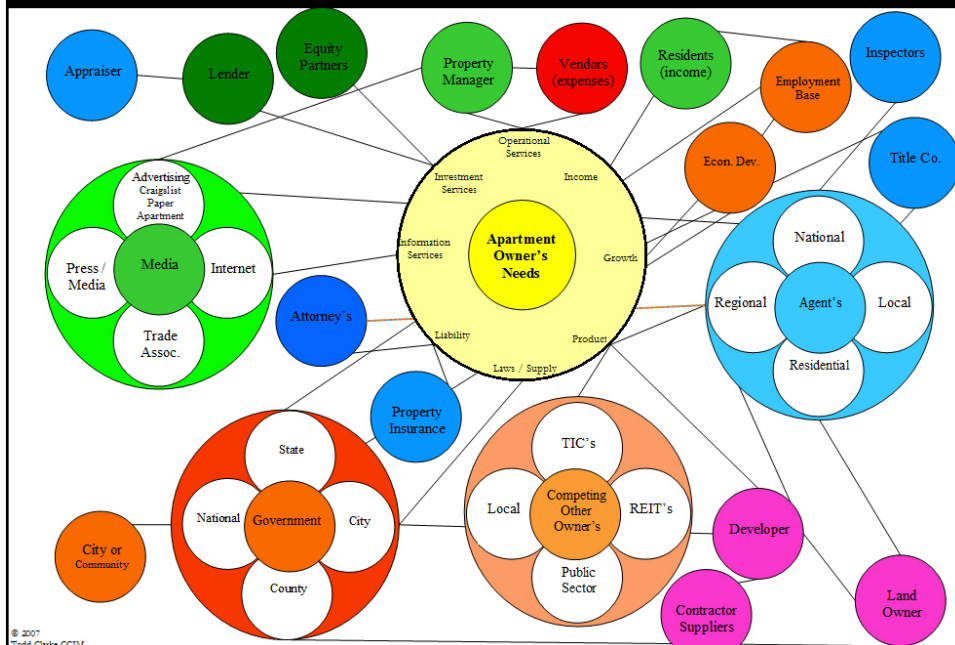 Appraiser
Lender
Equity
Partners
Property
Manager
Vendors
(expenses)
Residents
(income)
Employment
Base
Inspectors
Econ. Dev.
Title Co.
Operational
Services
Investment
Services
Income
Information
Services
Apartment
Owner's
Needs
Growth
Liability
Product
Laws / Supply
Advertising
Craigslist
Paper
Apartment
Press /
Media
Media
Internet
Trade
Assoc.
Attorney's
National
Regional
Agent's
Local
Residential
Property
Insurance
State
National
Government
City
County
TIC's
Local
Competing
Other
Owner's
REIT's
Public
Sector
City or
Community
Developer
Contractor
Suppliers
Land
Owner
© 2007
Todd Clarke CCIM